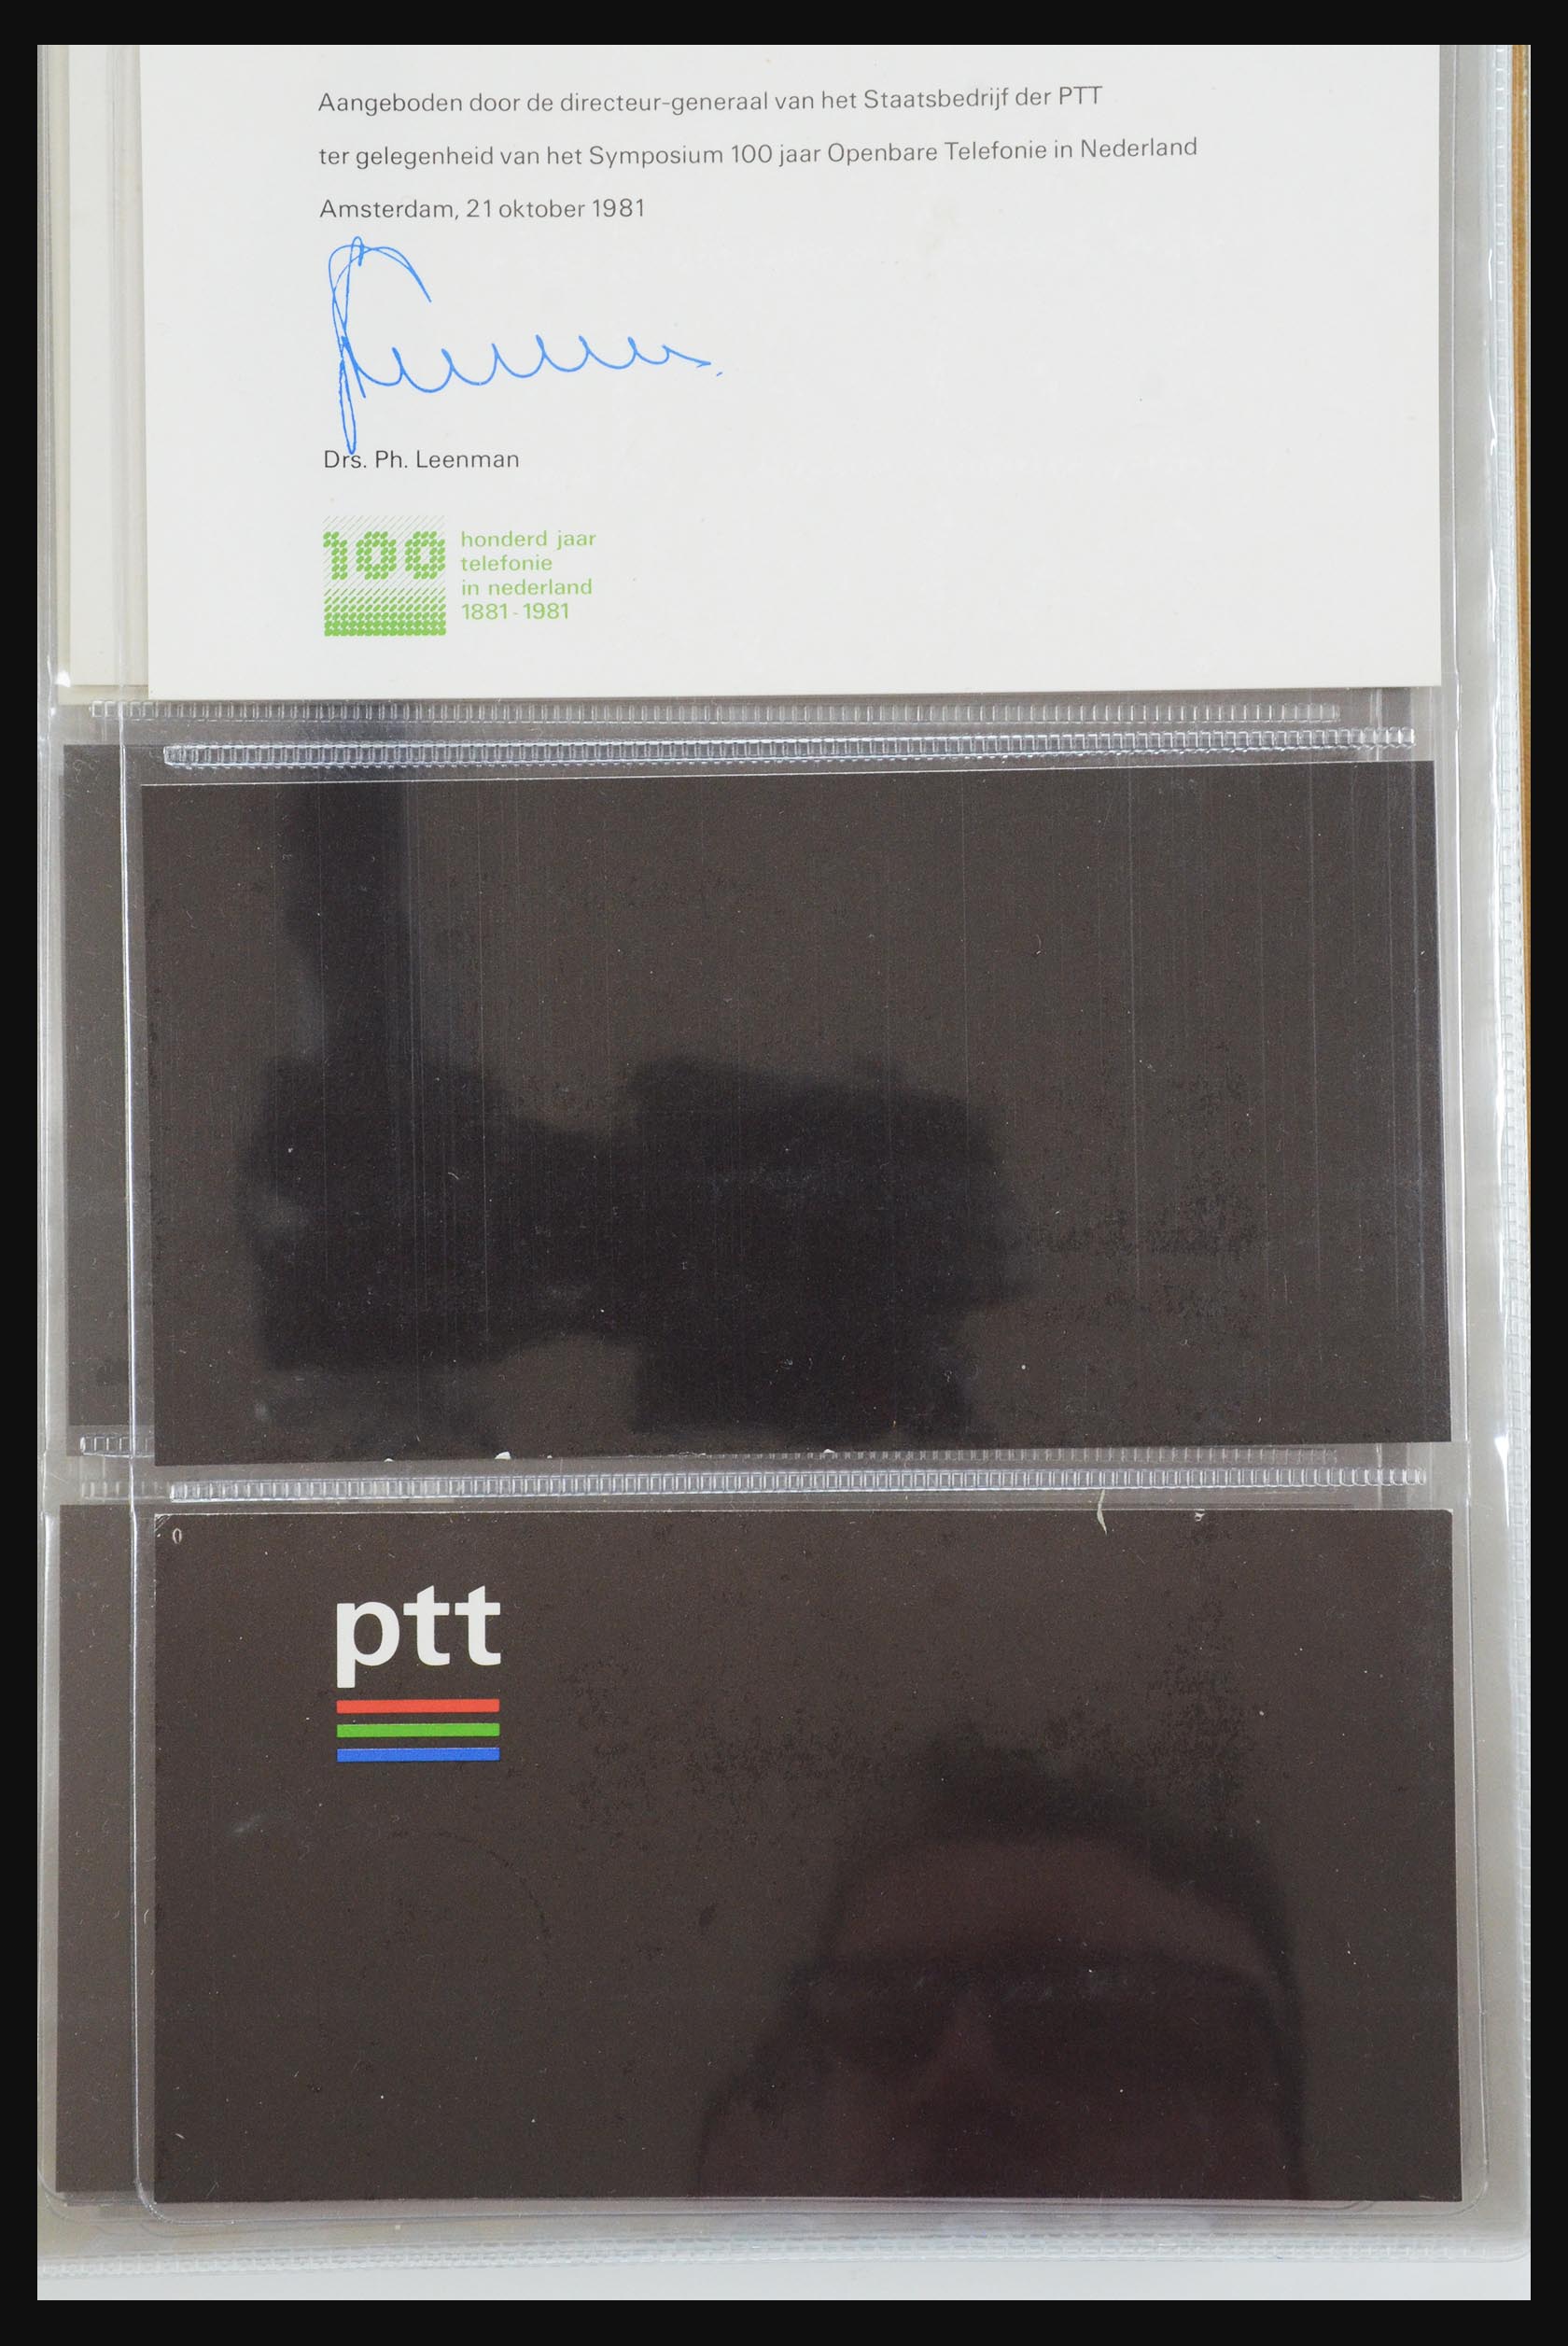 Aangeboden door de directeur-generaal van het Staatsbedrijf der PTT
ter gelegenheid van het Symposium 100 jaar Openbare Telefonie in Nederland
Amsterdam, 21 oktober 1981
Drs. Ph. Leenman
100
honderd jaar
telefonie
in nederland
1881-1981
ptt